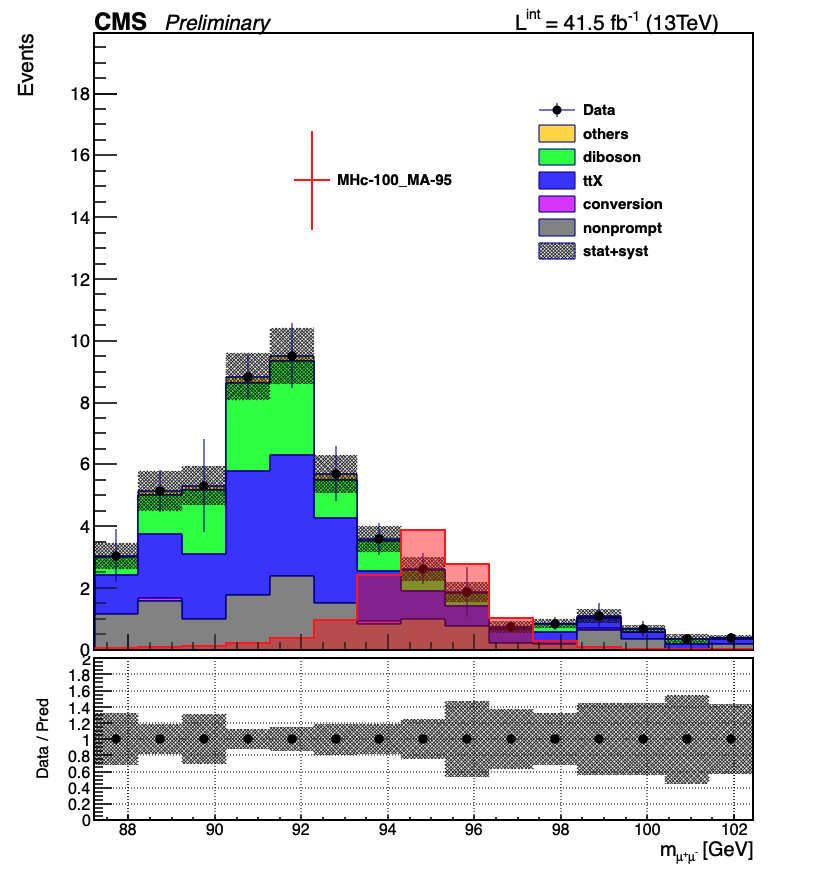 CMS Preliminary L^int = 41.5 fb^-1 (13TeV)
Events
18
16
14
12
10
8
6
4
2
0
MHc-100_MA-95
Data
others
diboson
ttX
conversion
nonprompt
stat+syst
Data / Pred
2
1.8
1.6
1.4
1.2
1
0.8
0.6
0.4
0.2
0
88 90 92 94 96 98 100 102
m_μ⁺μ⁻ [GeV]